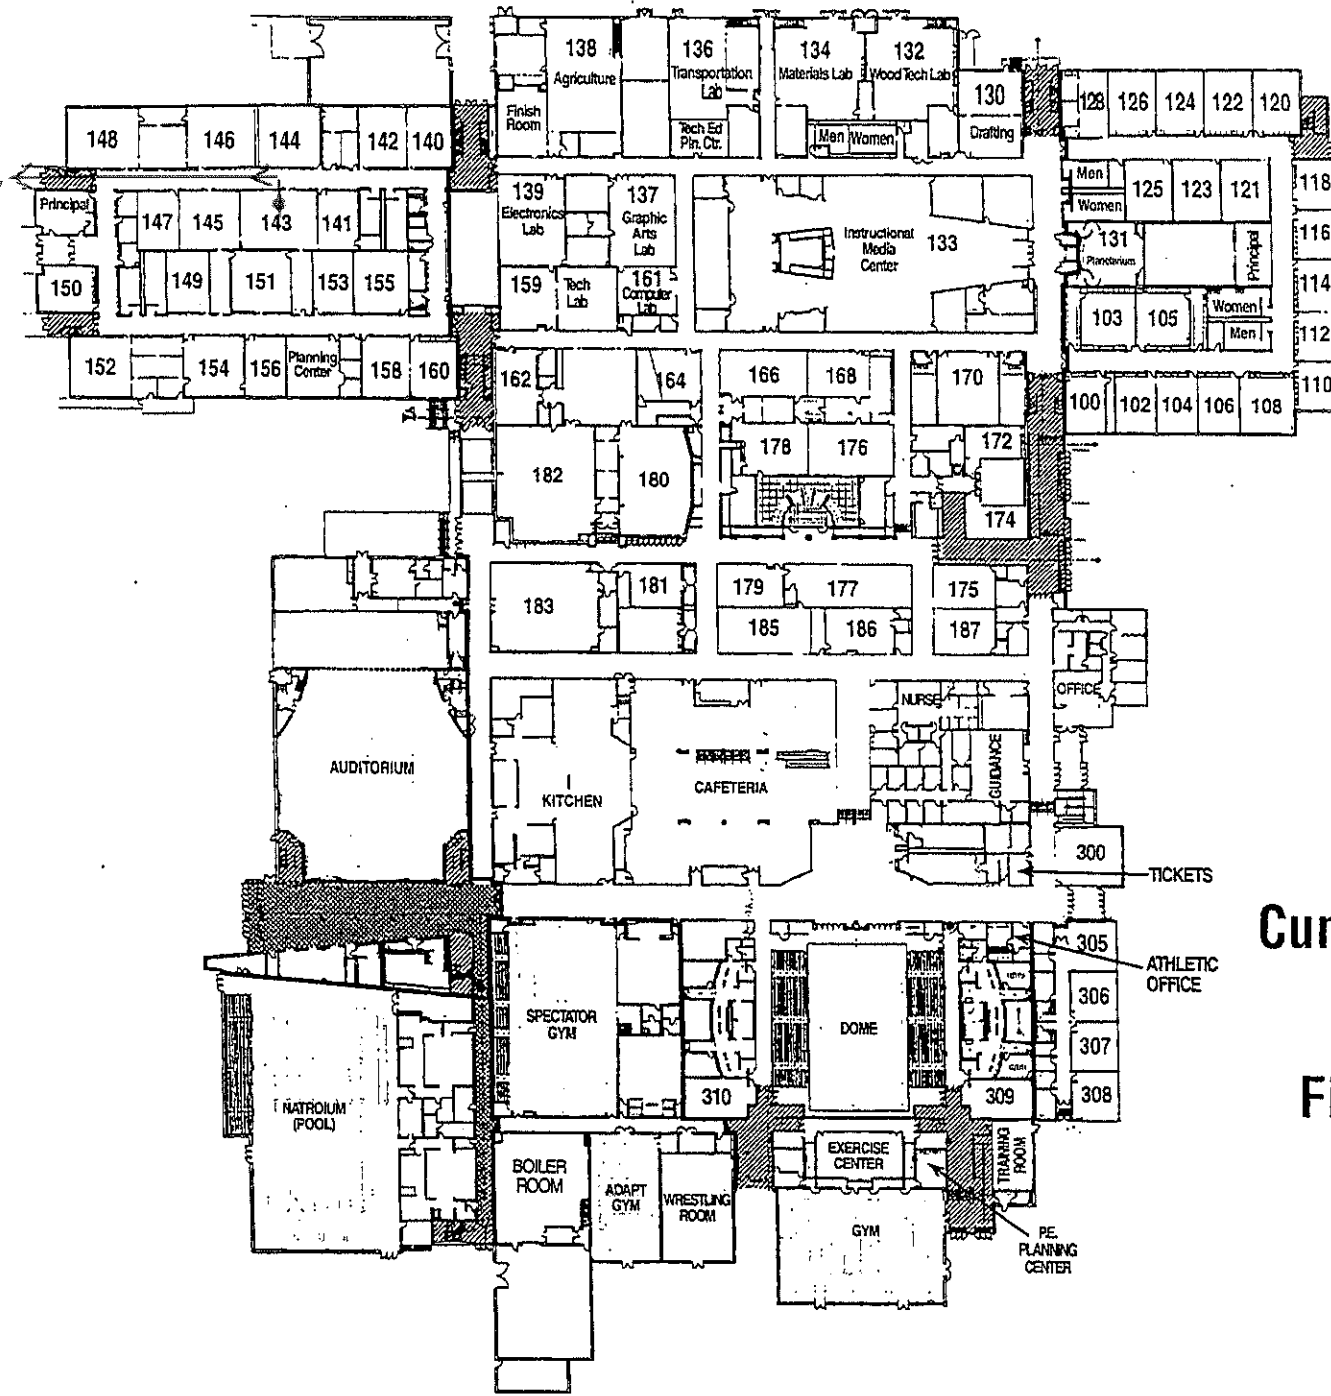 138
Agriculture
136
Transportation
Lab
134
Materials Lab
132
Wood Tech Lab
130
Drafting
Finish
Room
Tech Ed
Pln. Ctr.
Men
Women
128
126
124
122
120
148
146
144
142
140
Principal
147
145
143
141
139
Electronics
Lab
137
Graphic
Arts
Lab
Instructional
Media
Center
133
Men
Women
125
123
121
118
131
Planetarium
Principal
116
150
149
151
153
155
159
Tech
Lab
161
Computer
Lab
103
105
Women
Men
114
112
152
154
156
Planning
Center
158
160
162
164
166
168
170
100
102
104
106
108
110
182
180
178
176
172
174
183
181
179
177
175
185
186
187
NURSE
OFFICE
GUIDANCE
AUDITORIUM
KITCHEN
CAFETERIA
300
TICKETS
305
ATHLETIC
OFFICE
306
307
308
SPECTATOR
GYM
DOME
310
309
NATROIUM
(POOL)
BOILER
ROOM
ADAPT
GYM
WRESTLING
ROOM
EXERCISE
CENTER
TRAINING
ROOM
GYM
P.E.
PLANNING
CENTER